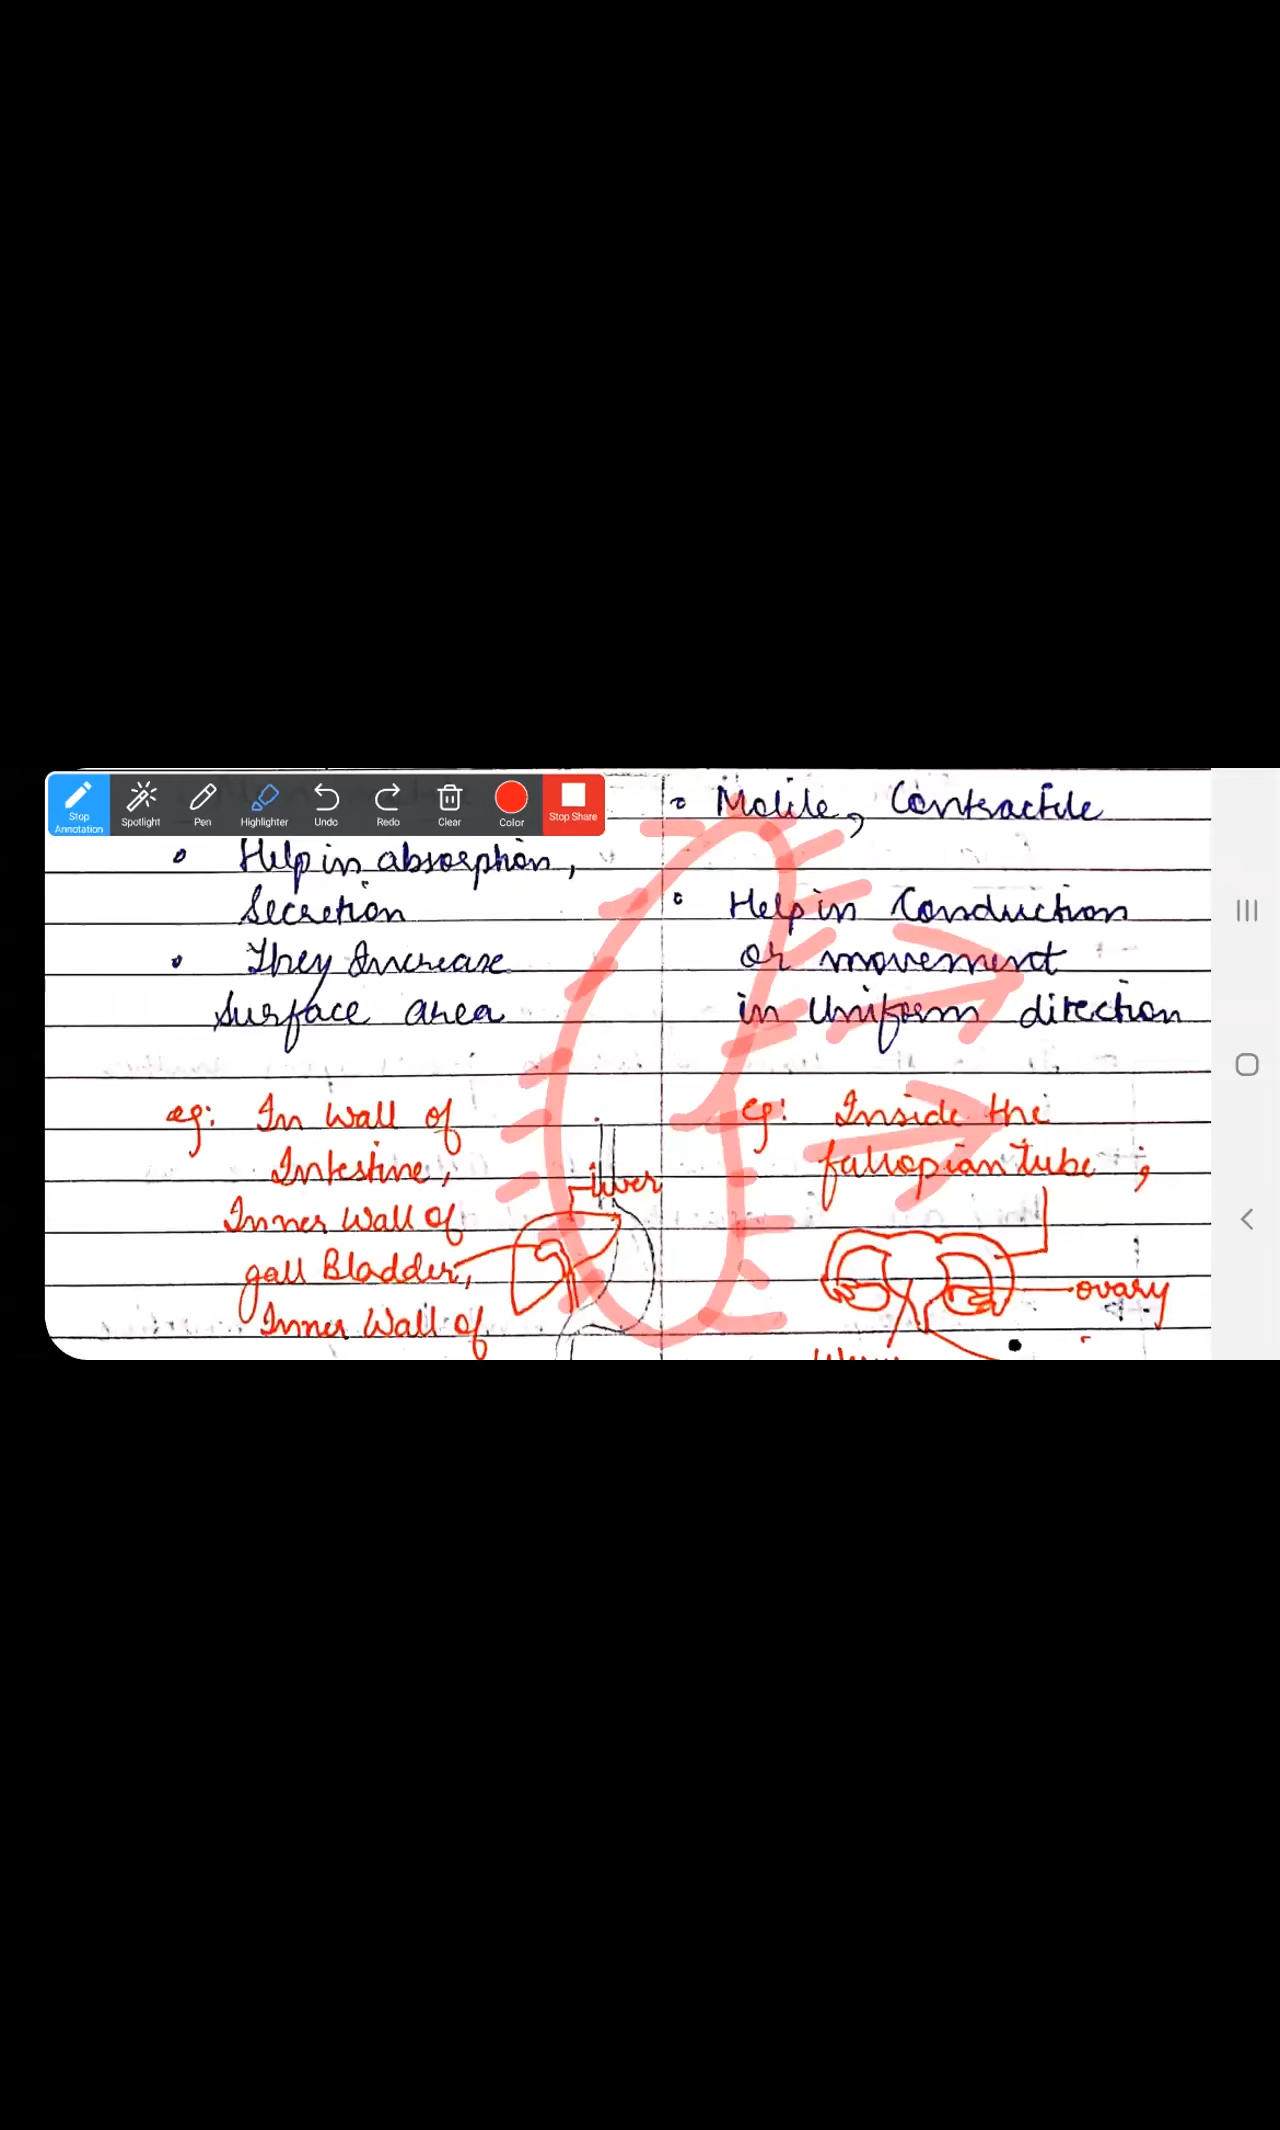 Stop Annotation
Spotlight
Pen
Highlighter
Undo
Redo
Clear
Color
Stop Share
Help in absorption,
Secretion
They Increase
Surface area
eg: In Wall of
Intestine,
Inner Wall of
gall Bladder,
Inner Wall of
liver
Motile, Contractile
Help in Conduction
or movement
in Uniform direction
eg: Inside the
fallopian tube ;
ovary